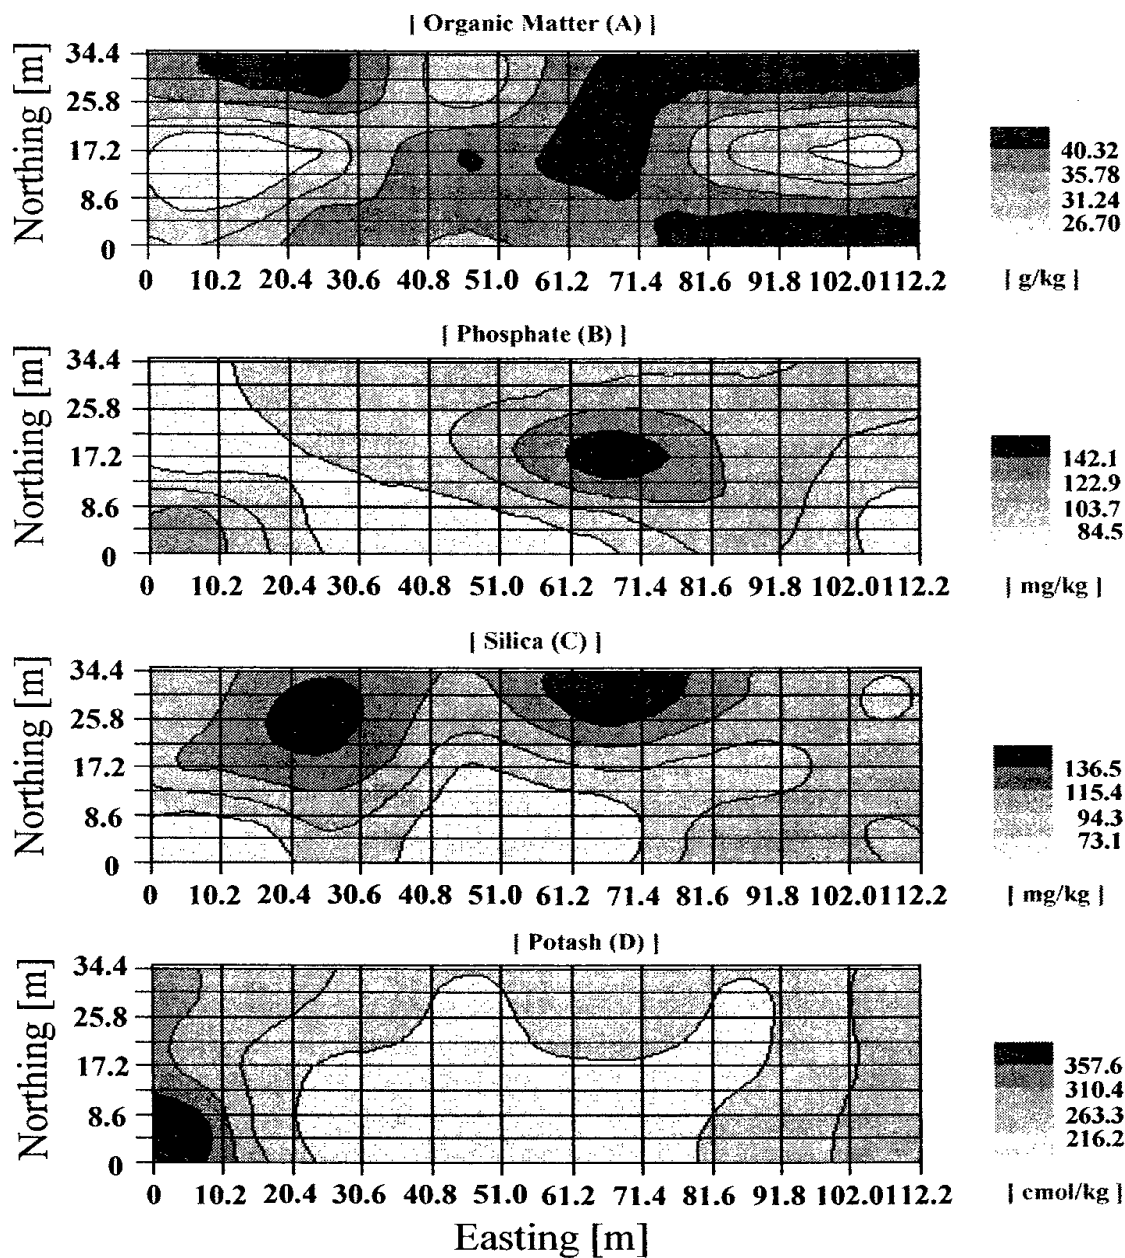 [ Organic Matter (A) ]
Northing [m]
34.4
25.8
17.2
8.6
0
0 10.2 20.4 30.6 40.8 51.0 61.2 71.4 81.6 91.8 102.0112.2
40.32
35.78
31.24
26.70
[ g/kg ]
[ Phosphate (B) ]
Northing [m]
34.4
25.8
17.2
8.6
0
0 10.2 20.4 30.6 40.8 51.0 61.2 71.4 81.6 91.8 102.0112.2
142.1
122.9
103.7
84.5
[ mg/kg ]
[ Silica (C) ]
Northing [m]
34.4
25.8
17.2
8.6
0
0 10.2 20.4 30.6 40.8 51.0 61.2 71.4 81.6 91.8 102.0112.2
136.5
115.4
94.3
73.1
[ mg/kg ]
[ Potash (D) ]
Northing [m]
34.4
25.8
17.2
8.6
0
0 10.2 20.4 30.6 40.8 51.0 61.2 71.4 81.6 91.8 102.0112.2
357.6
310.4
263.3
216.2
[ cmol/kg ]
Easting [m]